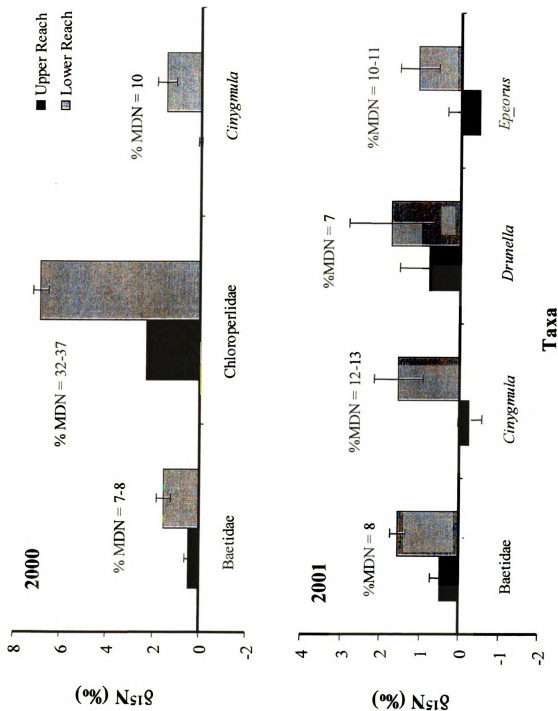 2000
Upper Reach
Lower Reach
δ15N (‰)
8
6
4
2
0
-2
% MDN = 7-8
% MDN = 32-37
% MDN = 10
Baetidae
Chloroperlidae
Cinygmula
2001
δ15N (‰)
4
3
2
1
0
-1
-2
%MDN = 8
%MDN = 12-13
%MDN = 7
%MDN = 10-11
Baetidae
Cinygmula
Drunella
Epeorus
Taxa